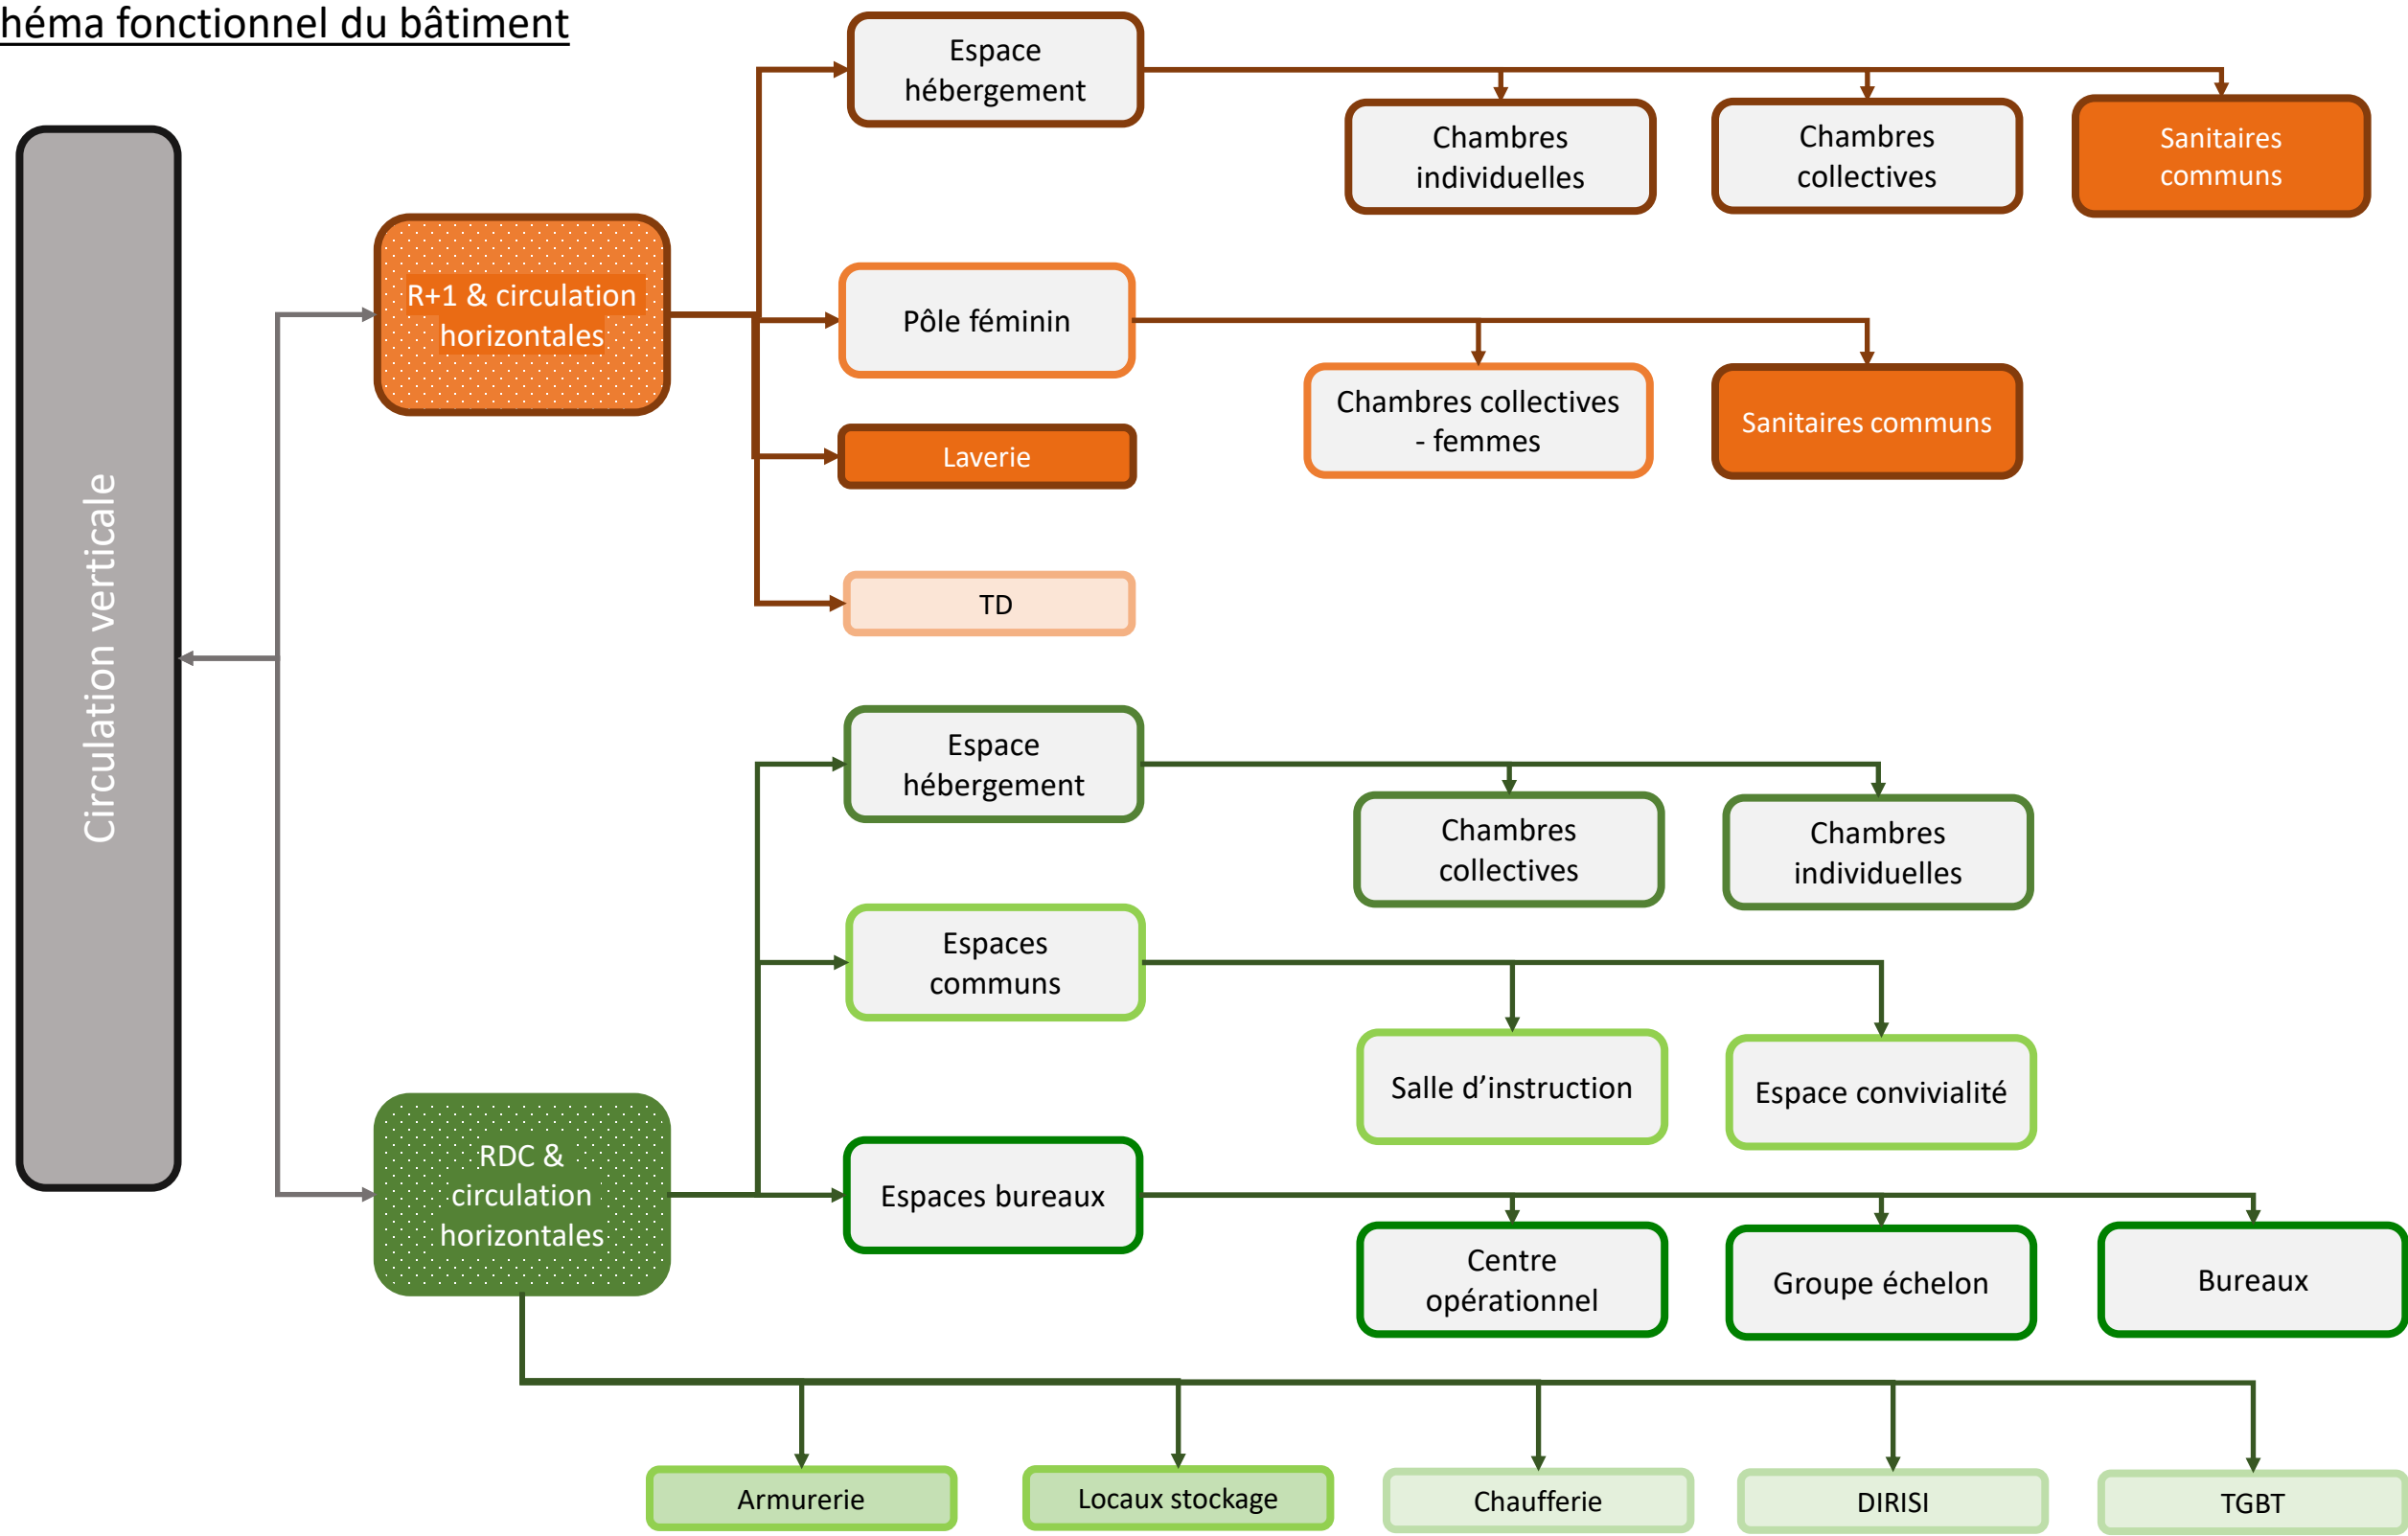 héma fonctionnel du bâtiment
Espace
hébergement
Chambres
individuelles
Chambres
collectives
Sanitaires
communs
R+1 & circulation
horizontales
Pôle féminin
Chambres collectives
- femmes
Sanitaires communs
Laverie
TD
Circulation verticale
Espace
hébergement
Chambres
collectives
Chambres
individuelles
Espaces
communs
Salle d’instruction
Espace convivialité
RDC &
circulation
horizontales
Espaces bureaux
Centre
opérationnel
Groupe échelon
Bureaux
Armurerie
Locaux stockage
Chaufferie
DIRISI
TGBT